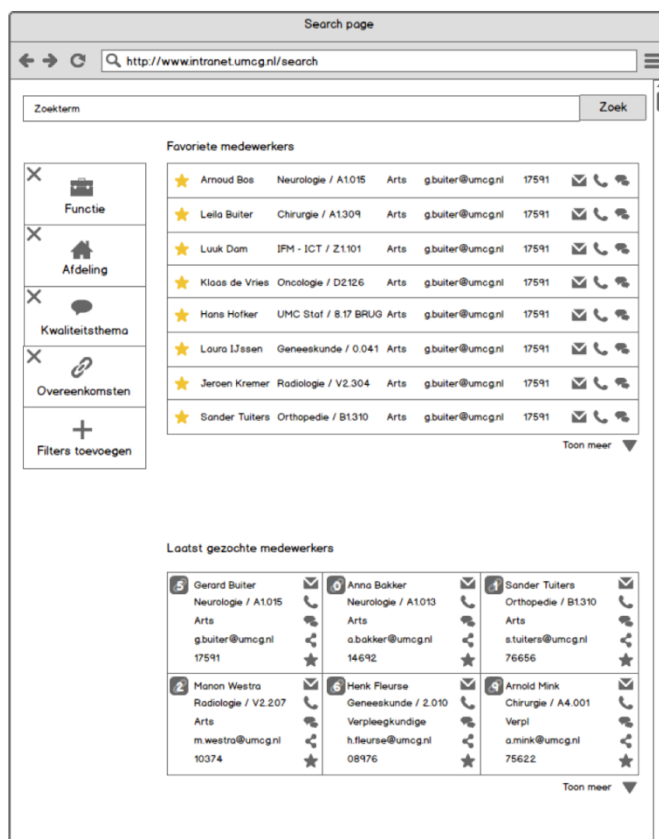 Search page
http://www.intranet.umcg.nl/search
Zoekterm
Zoek
Favoriete medewerkers
Functie
Afdeling
Kwaliteitsthema
Overeenkomsten
Filters toevoegen
Arnoud Bos Neurologie / A1.015 Arts g.buiter@umcg.nl 17591
Leila Buiter Chirurgie / A1.309 Arts g.buiter@umcg.nl 17591
Luuk Dam IFM - ICT / Z1.101 Arts g.buiter@umcg.nl 17591
Klaas de Vries Oncologie / D2.126 Arts g.buiter@umcg.nl 17591
Hans Hofker UMC Staf / 8.17 BRUG Arts g.buiter@umcg.nl 17591
Laura IJssen Geneeskunde / 0.041 Arts g.buiter@umcg.nl 17591
Jeroen Kremer Radiologie / V2.304 Arts g.buiter@umcg.nl 17591
Sander Tuiters Orthopedie / B1.310 Arts g.buiter@umcg.nl 17591
Toon meer
Laatst gezochte medewerkers
5 Gerard Buiter
Neurologie / A1.015
Arts
g.buiter@umcg.nl
17591
0 Anna Bakker
Neurologie / A1.013
Arts
a.bakker@umcg.nl
14692
1 Sander Tuiters
Orthopedie / B1.310
Arts
s.tuiters@umcg.nl
76656
2 Manon Westra
Radiologie / V2.207
Arts
m.westra@umcg.nl
10374
6 Henk Fleurse
Geneeskunde / 2.010
Verpleegkundige
h.fleurse@umcg.nl
08976
9 Arnold Mink
Chirurgie / A4.001
Verpl
a.mink@umcg.nl
75622
Toon meer